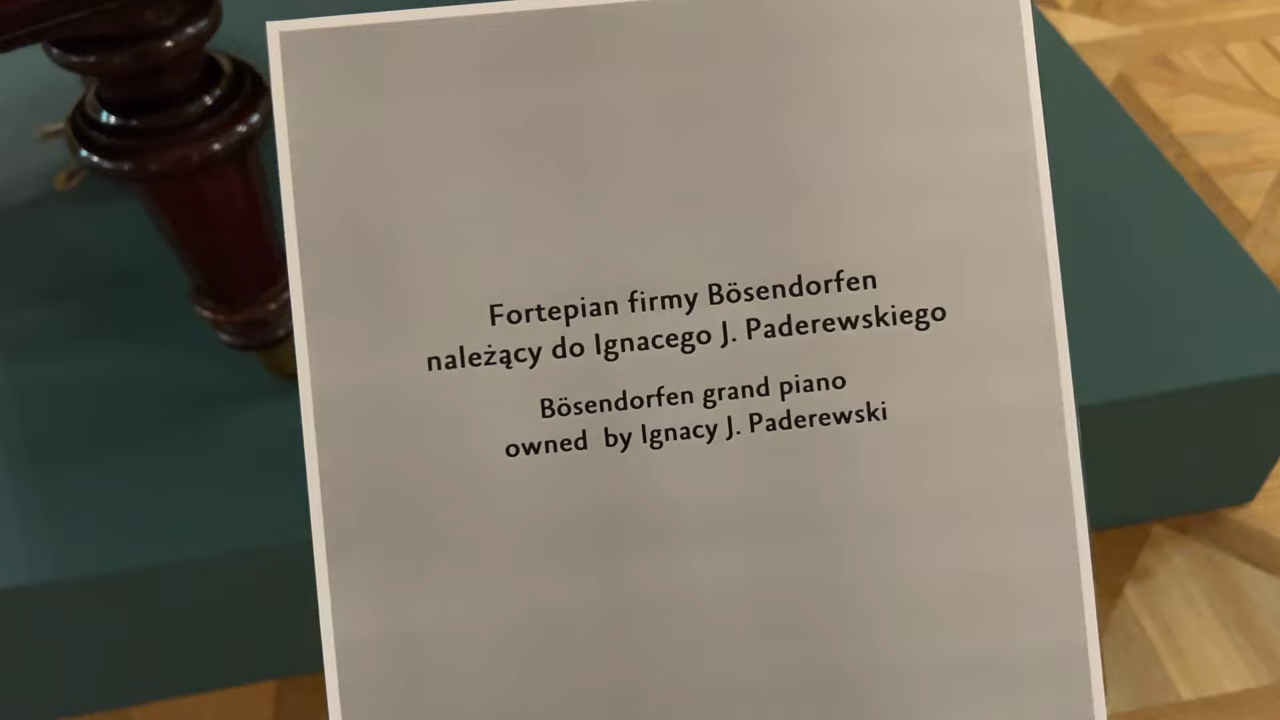 Fortepian firmy Bösendorfen
należący do Ignacego J. Paderewskiego
Bösendorfen grand piano
owned by Ignacy J. Paderewski